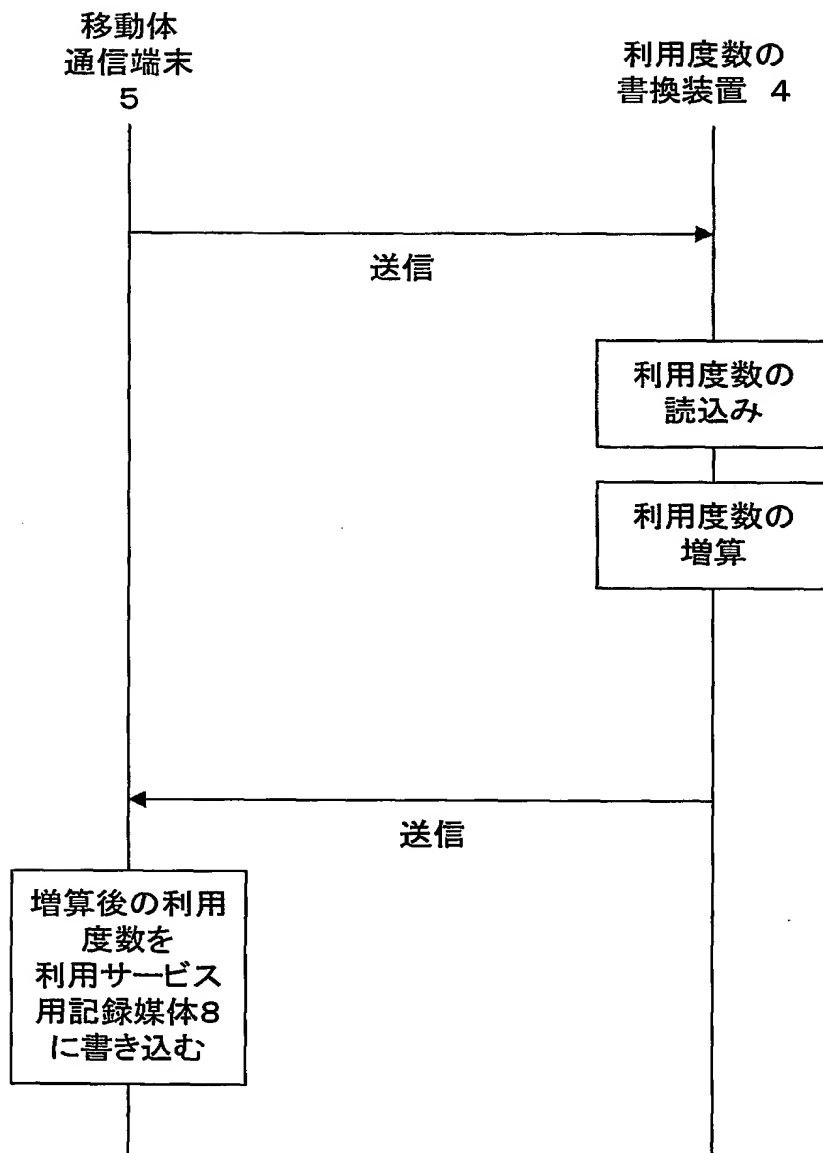 移動体
通信端末
5
利用度数の
書換装置 4
送信
利用度数の
読込み
利用度数の
増算
送信
増算後の利用
度数を
利用サービス
用記録媒体8
に書き込む